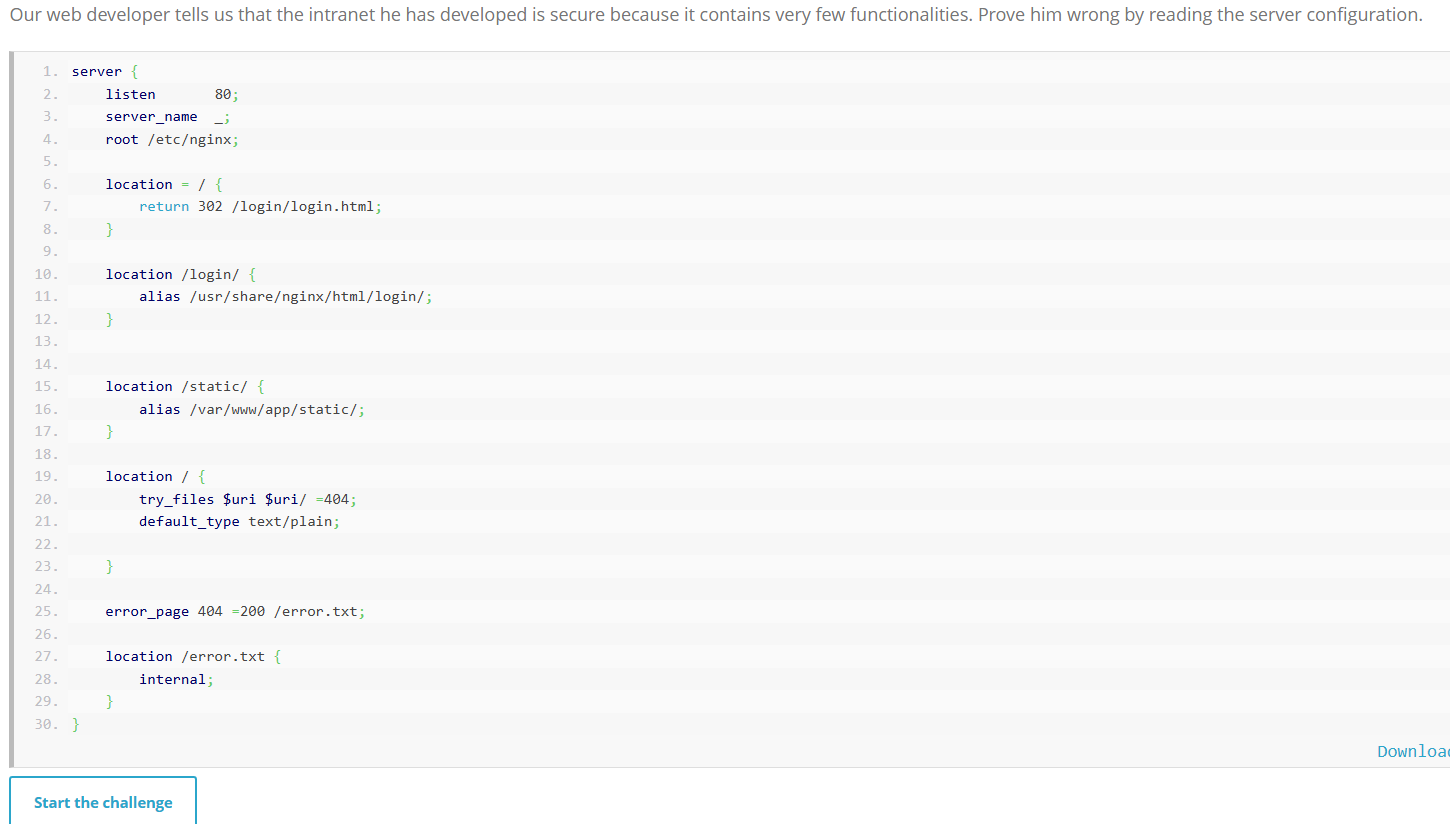 Our web developer tells us that the intranet he has developed is secure because it contains very few functionalities. Prove him wrong by reading the server configuration.
1. server {
2.     listen       80;
3.     server_name  _;
4.     root /etc/nginx;
5.
6.     location = / {
7.         return 302 /login/login.html;
8.     }
9.
10.     location /login/ {
11.         alias /usr/share/nginx/html/login/;
12.     }
13.
14.
15.     location /static/ {
16.         alias /var/www/app/static/;
17.     }
18.
19.     location / {
20.         try_files $uri $uri/ =404;
21.         default_type text/plain;
22.
23.     }
24.
25.     error_page 404 =200 /error.txt;
26.
27.     location /error.txt {
28.         internal;
29.     }
30. }
Downloa
Start the challenge